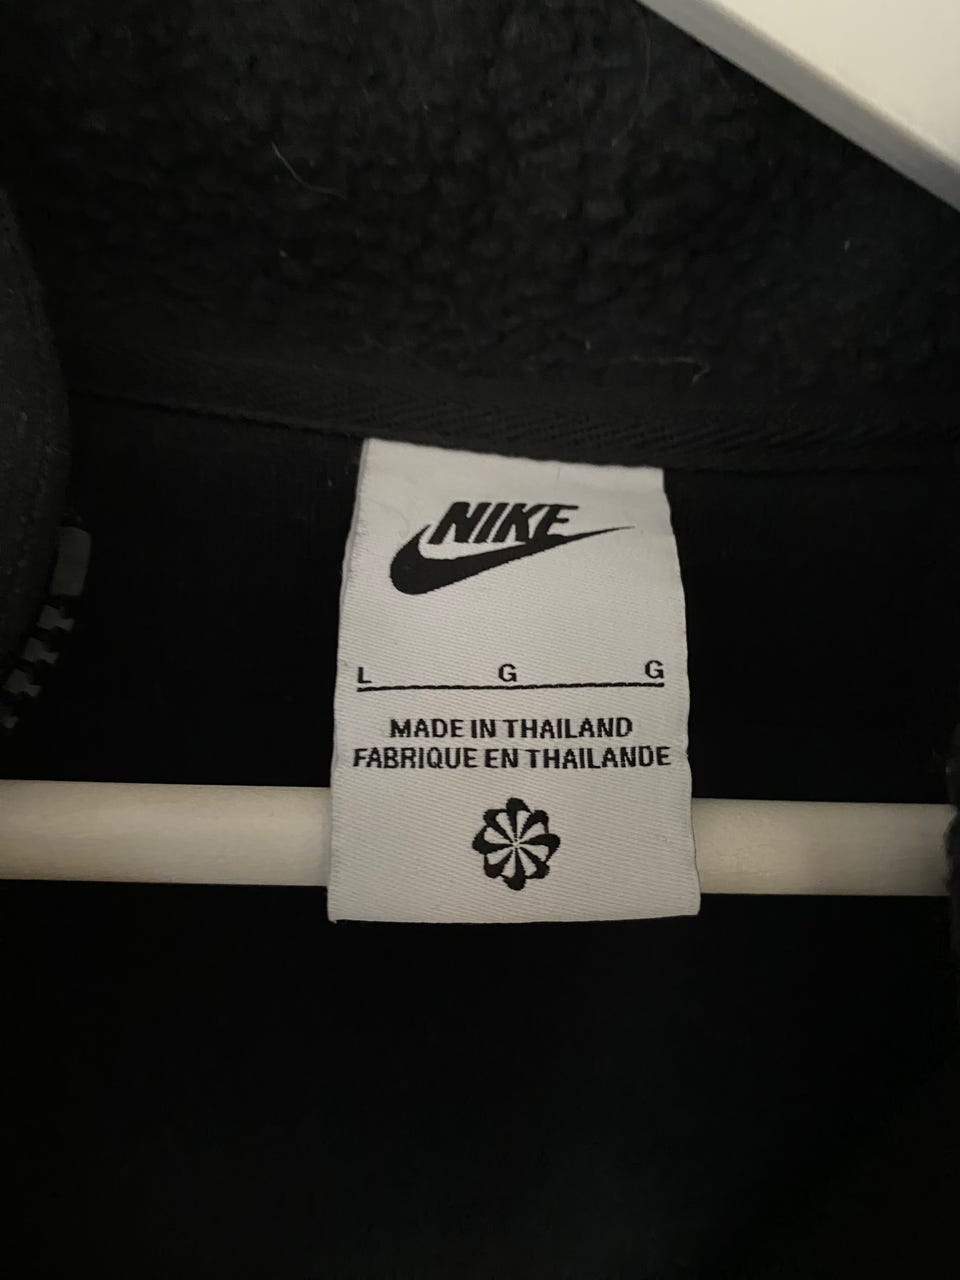 NIKE
L G G
MADE IN THAILAND
FABRIQUE EN THAILANDE